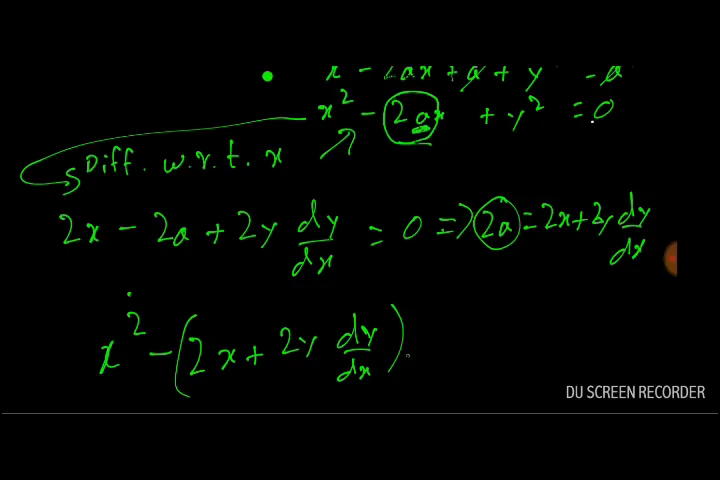 x² - 2ax + y² = 0
Diff. w.r.t. x
2x - 2a + 2y dy/dx = 0 => 2a = 2x + 2y dy/dx
x² - (2x + 2y dy/dx).
DU SCREEN RECORDER